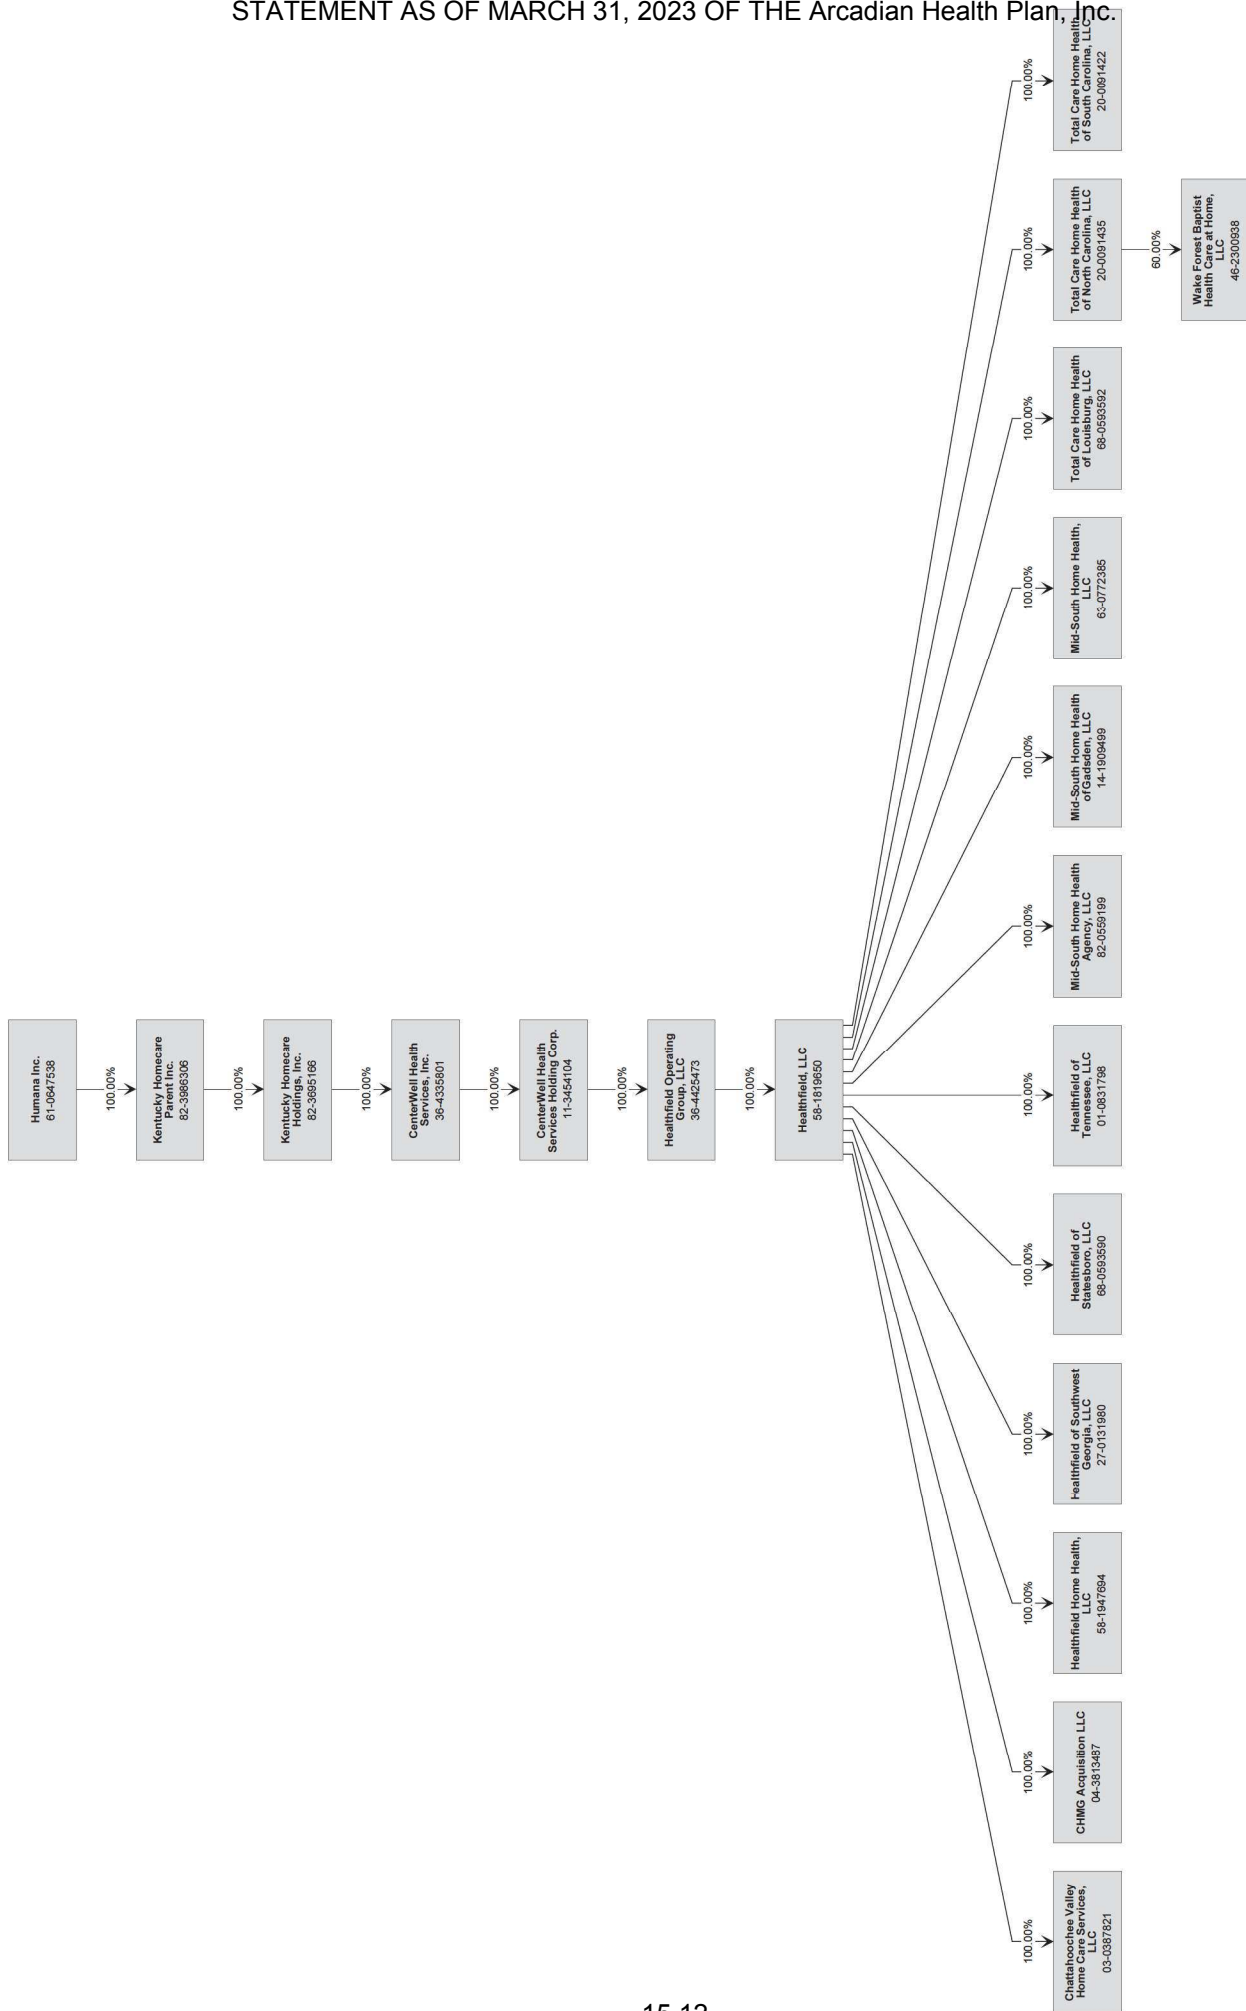 STATEMENT AS OF MARCH 31, 2023 OF THE Arcadian Health Plan, Inc.
Humana Inc.
61-0647538
100.00%
Kentucky Homecare
Parent Inc.
82-3986306
100.00%
Kentucky Homecare
Holdings, Inc.
82-3695166
100.00%
CenterWell Health
Services, Inc.
36-4335801
100.00%
CenterWell Health
Services Holding Corp.
11-3454104
100.00%
Healthfield Operating
Group, LLC
36-4425473
100.00%
Healthfield, LLC
58-1819650
100.00%
Chattahoochee Valley
Home Care Services,
LLC
03-0387821
100.00%
CHMG Acquisition LLC
04-3813487
100.00%
Healthfield Home Health,
LLC
58-1947694
100.00%
Healthfield of Southwest
Georgia, LLC
27-0131980
100.00%
Healthfield of
Statesboro, LLC
68-0593590
100.00%
Healthfield of
Tennessee, LLC
01-0831798
100.00%
Mid-South Home Health
Agency, LLC
82-0559199
100.00%
Mid-South Home Health
of Gadsden, LLC
14-1909499
100.00%
Mid-South Home Health,
LLC
63-0772385
100.00%
Total Care Home Health
of Louisburg, LLC
68-0593592
100.00%
Total Care Home Health
of North Carolina, LLC
20-0091435
100.00%
Total Care Home Health
of South Carolina, LLC
20-0091422
60.00%
Wake Forest Baptist
Health Care at Home,
LLC
46-2300938
15.12